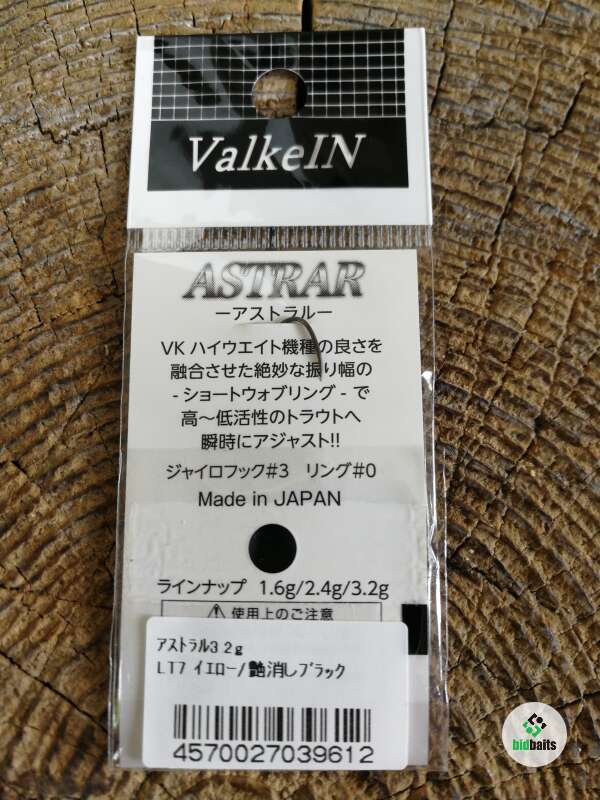 ValkeIN
ASTRAR
ーアストラルー
VK ハイウエイト機種の良さを
融合させた絶妙な振り幅の
- ショートウォブリング - で
高〜低活性のトラウトへ
瞬時にアジャスト!!
ジャイロフック#3 リング#0
Made in JAPAN
ラインナップ 1.6g/2.4g/3.2g
⚠ 使用上のご注意
アストラル3.2g
LT7 イエロー/艶消しブラック
4570027039612
bidbaits